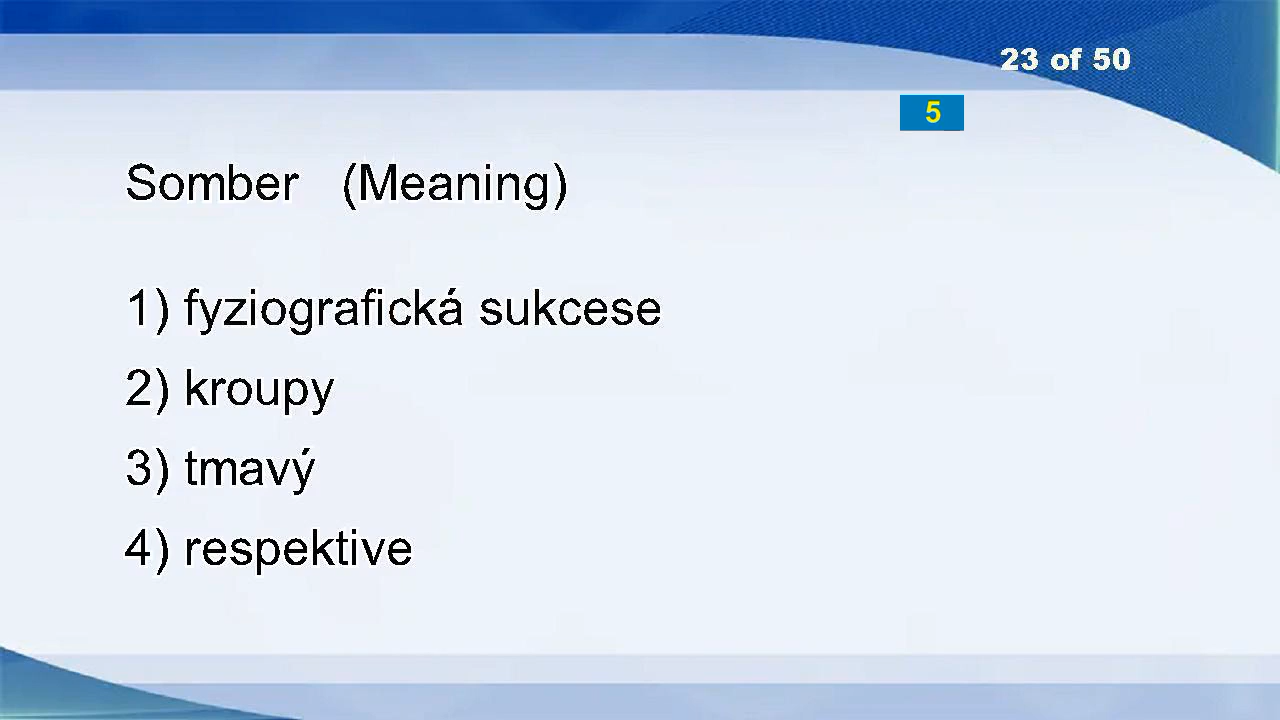 23 of 50
5
Somber (Meaning)
1) fyziografická sukcese
2) kroupy
3) tmavý
4) respektive